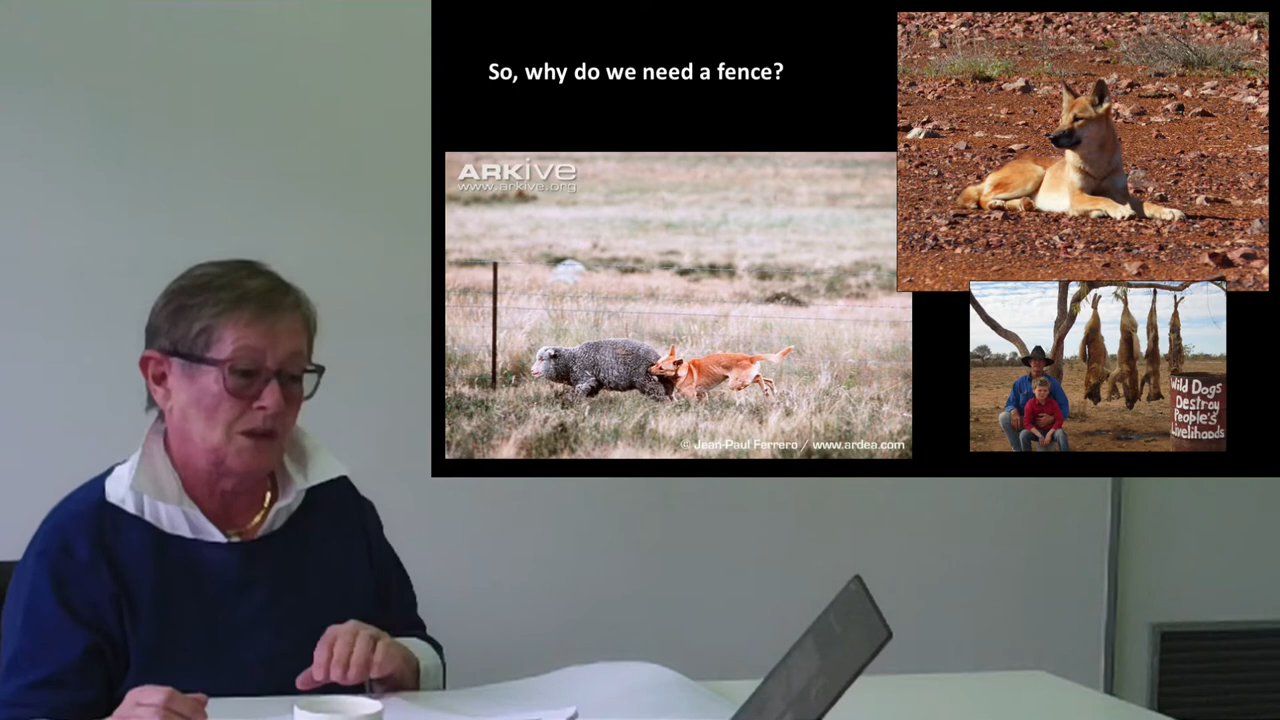 So, why do we need a fence?
ARKive
www.arkive.org
© Jean-Paul Ferrero / www.ardea.com
Wild Dogs
Destroy
People's
Livelihoods